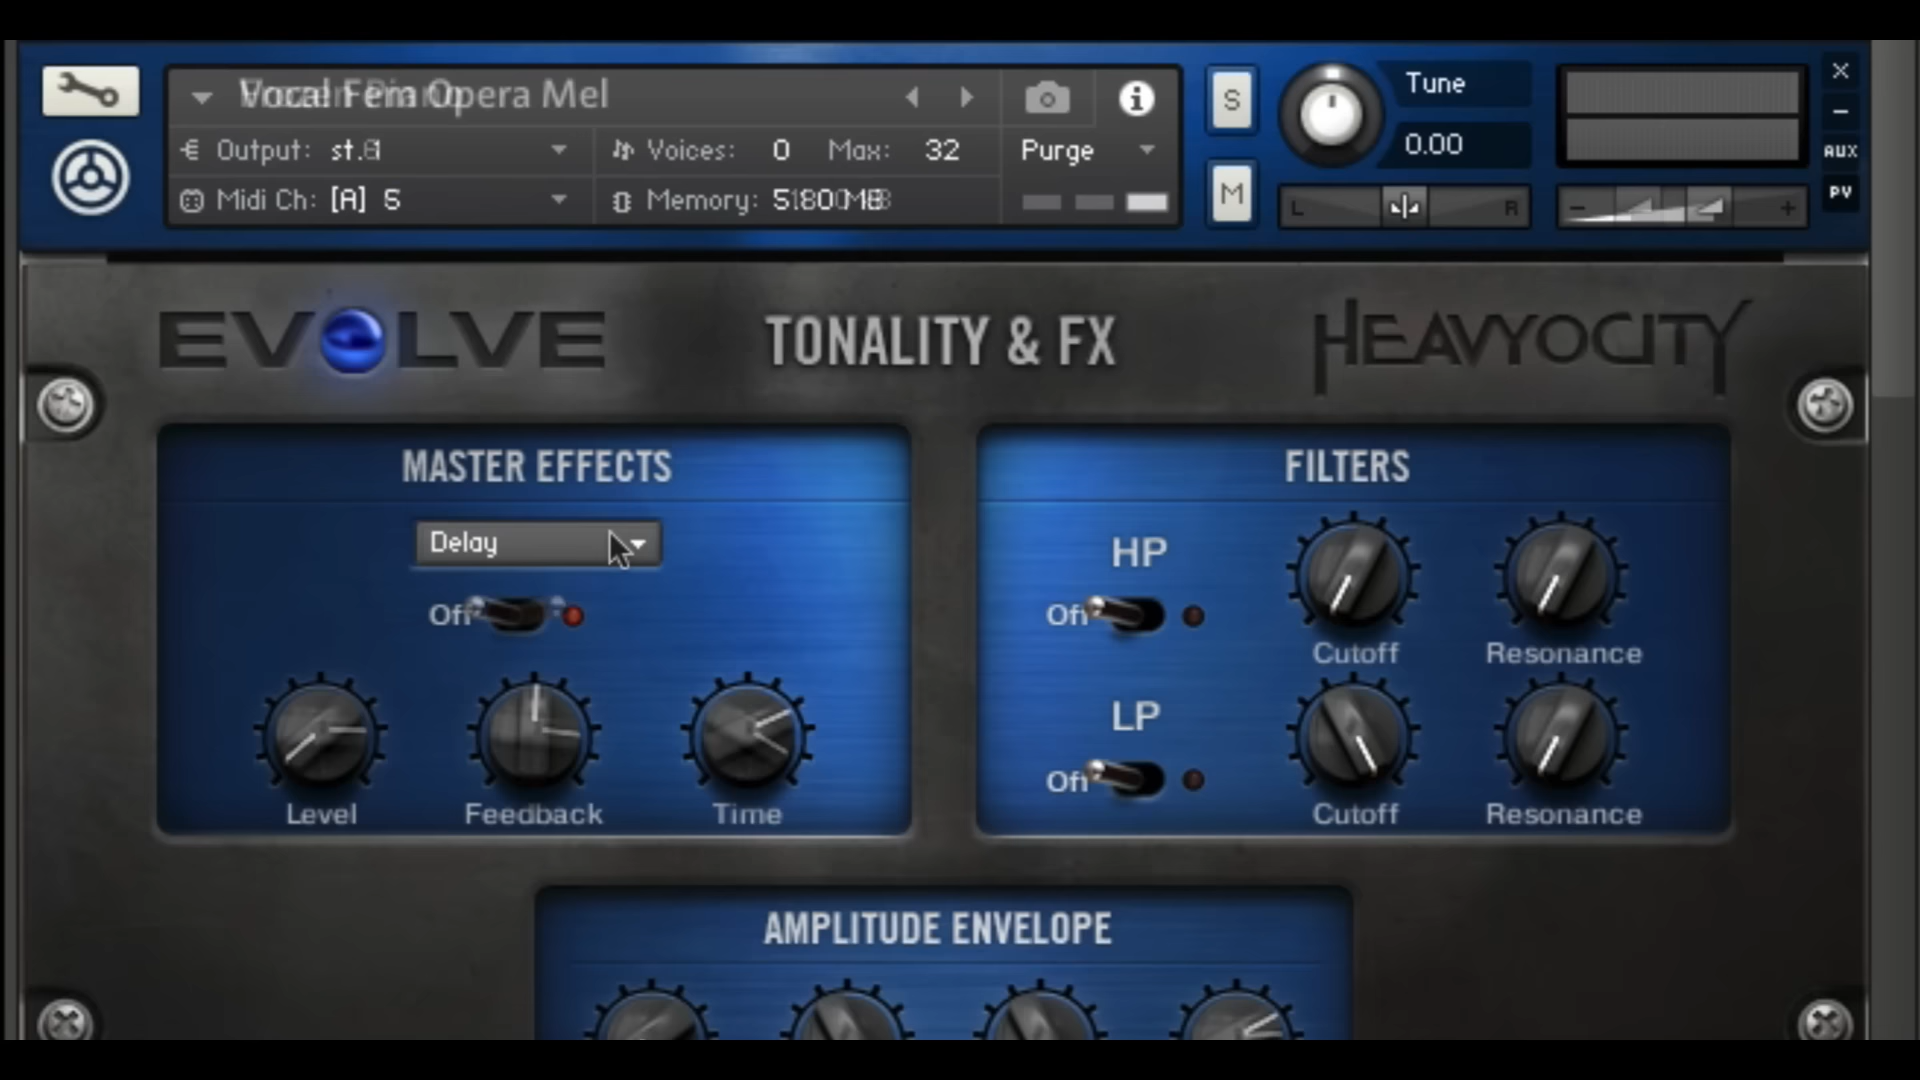 Opera Mel
S
Tune
Output: st.
Voices: 0 Max: 32
Purge
0.00
AUX
Midi Ch: [A] 5
Memory:
M
L
R
- +
PV
EVOLVE
TONALITY & FX
HEAVYOCITY
MASTER EFFECTS
Delay
Off
Level
Feedback
Time
FILTERS
HP
Off
Cutoff
Resonance
LP
Off
Cutoff
Resonance
AMPLITUDE ENVELOPE